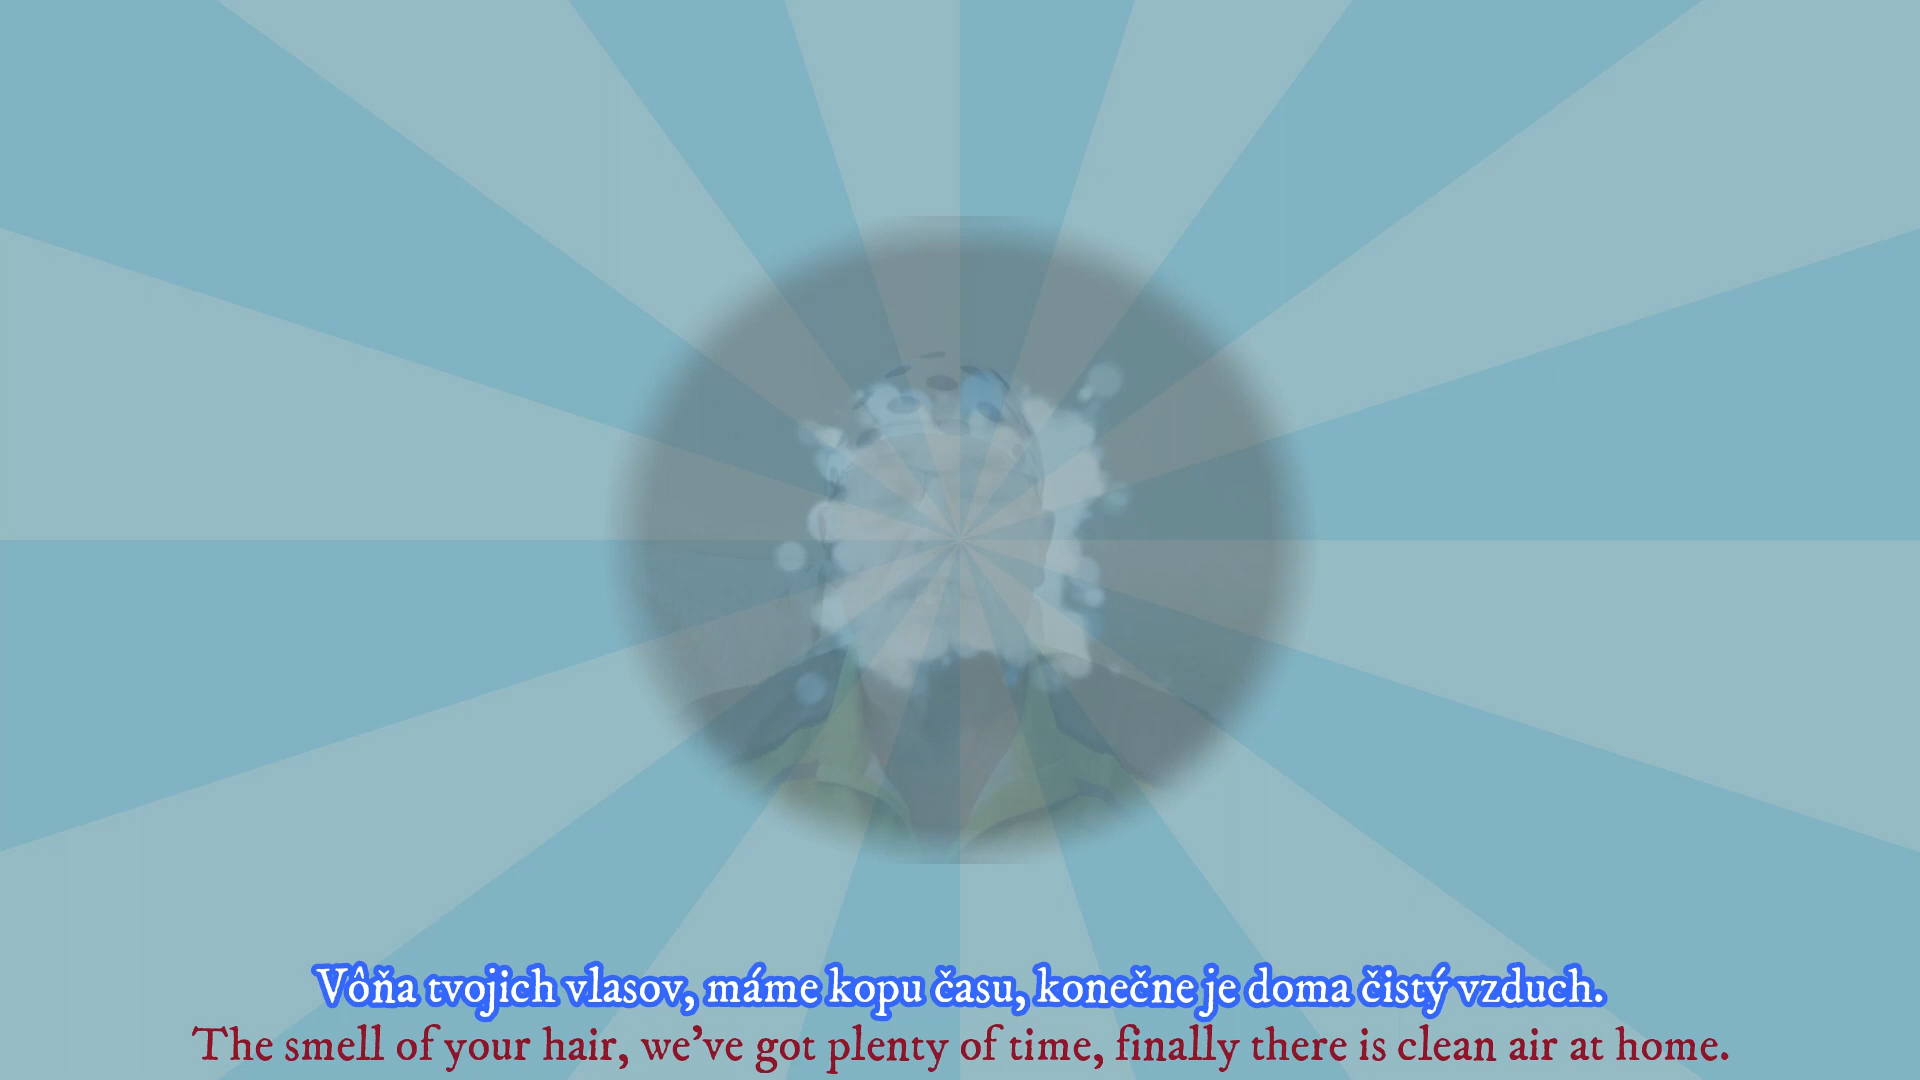 Vôňa tvojich vlasov, máme kopu času, konečne je doma čistý vzduch.
The smell of your hair, we've got plenty of time, finally there is clean air at home.